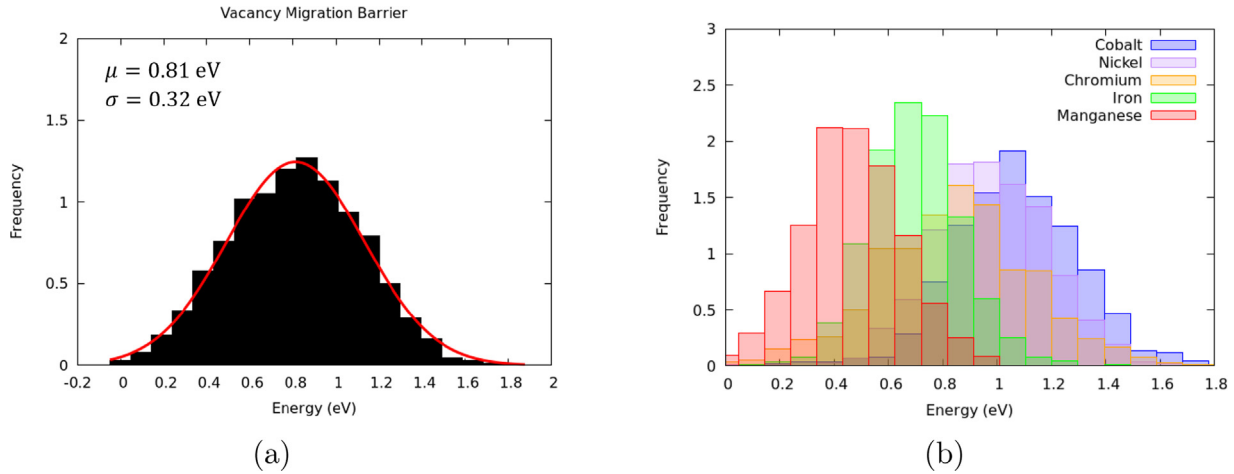 Vacancy Migration Barrier
μ = 0.81 eV
σ = 0.32 eV
Frequency
2
1.5
1
0.5
0
-0.2 0 0.2 0.4 0.6 0.8 1 1.2 1.4 1.6 1.8 2
Energy (eV)
(a)
Cobalt
Nickel
Chromium
Iron
Manganese
Frequency
3
2.5
2
1.5
1
0.5
0
0 0.2 0.4 0.6 0.8 1 1.2 1.4 1.6 1.8
Energy (eV)
(b)